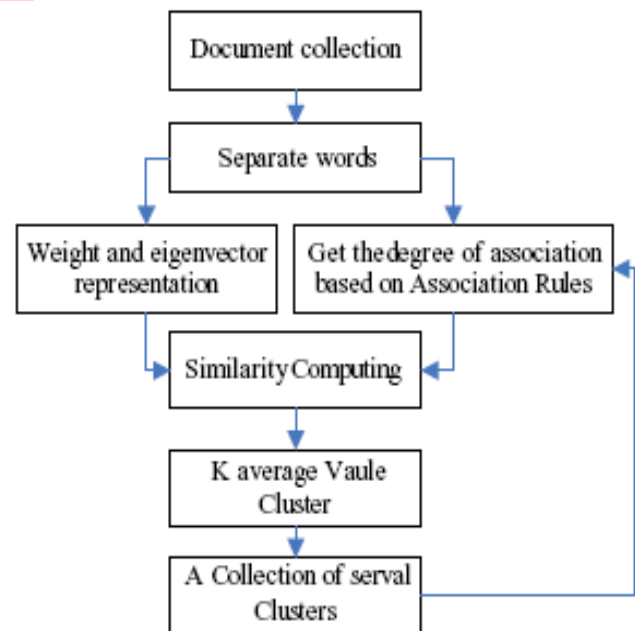 Document collection
Separate words
Weight and eigenvector
representation
Get thedegree of association
based on Association Rules
Similarity Computing
K average Vaule
Cluster
A Collection of serval
Clusters